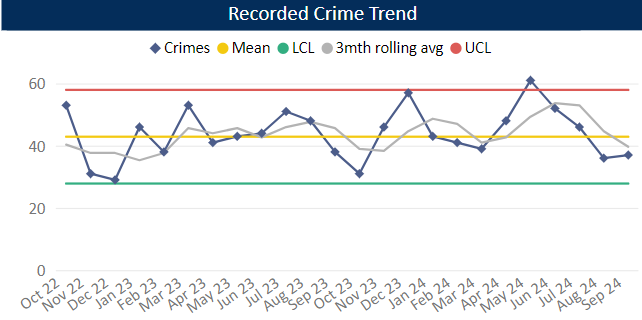 Recorded Crime Trend
Crimes Mean LCL 3mth rolling avg UCL
60
40
20
0
Oct 22 Nov 22 Dec 22 Jan 23 Feb 23 Mar 23 Apr 23 May 23 Jun 23 Jul 23 Aug 23 Sep 23 Oct 23 Nov 23 Dec 23 Jan 24 Feb 24 Mar 24 Apr 24 May 24 Jun 24 Jul 24 Aug 24 Sep 24